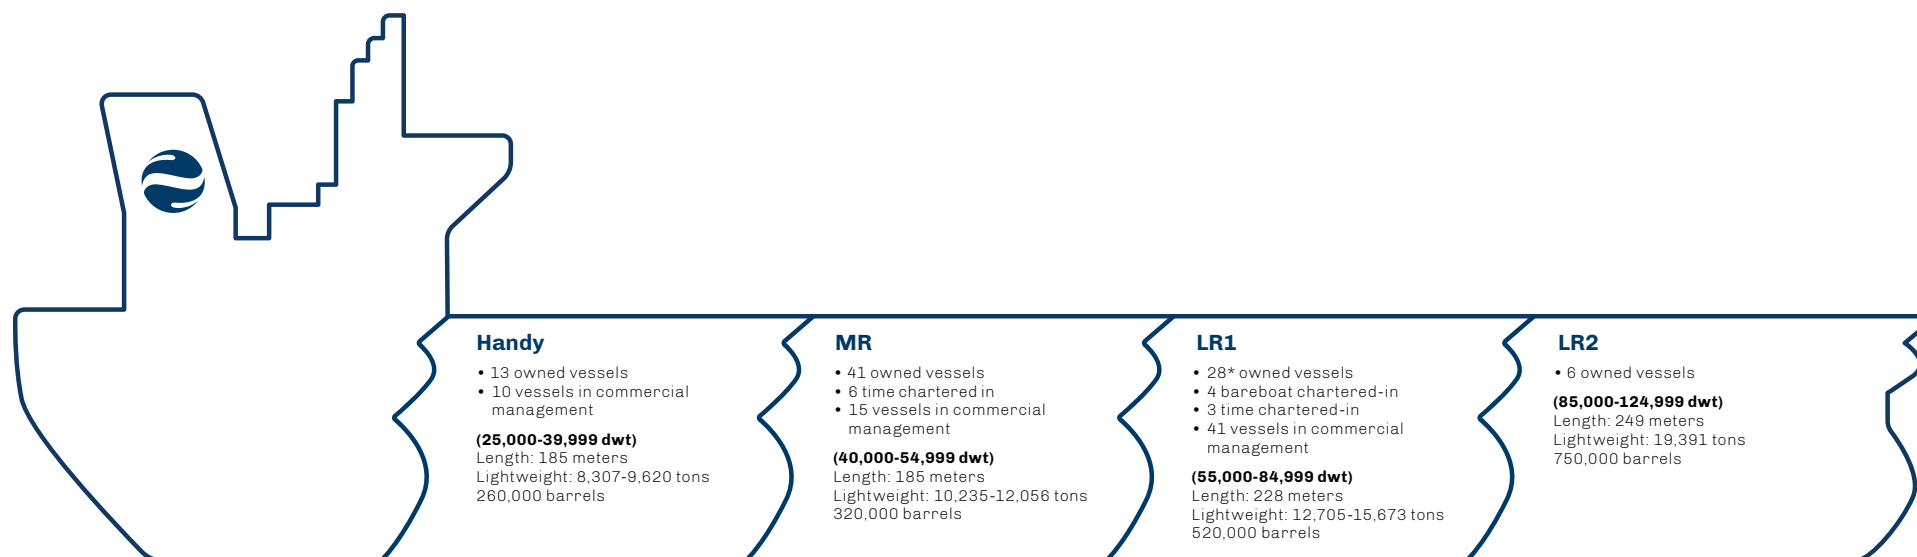 Handy
• 13 owned vessels
• 10 vessels in commercial
management
(25,000-39,999 dwt)
Length: 185 meters
Lightweight: 8,307-9,620 tons
260,000 barrels
MR
• 41 owned vessels
• 6 time chartered in
• 15 vessels in commercial
management
(40,000-54,999 dwt)
Length: 185 meters
Lightweight: 10,235-12,056 tons
320,000 barrels
LR1
• 28* owned vessels
• 4 bareboat chartered-in
• 3 time chartered-in
• 41 vessels in commercial
management
(55,000-84,999 dwt)
Length: 228 meters
Lightweight: 12,705-15,673 tons
520,000 barrels
LR2
• 6 owned vessels
(85,000-124,999 dwt)
Length: 249 meters
Lightweight: 19,391 tons
750,000 barrels